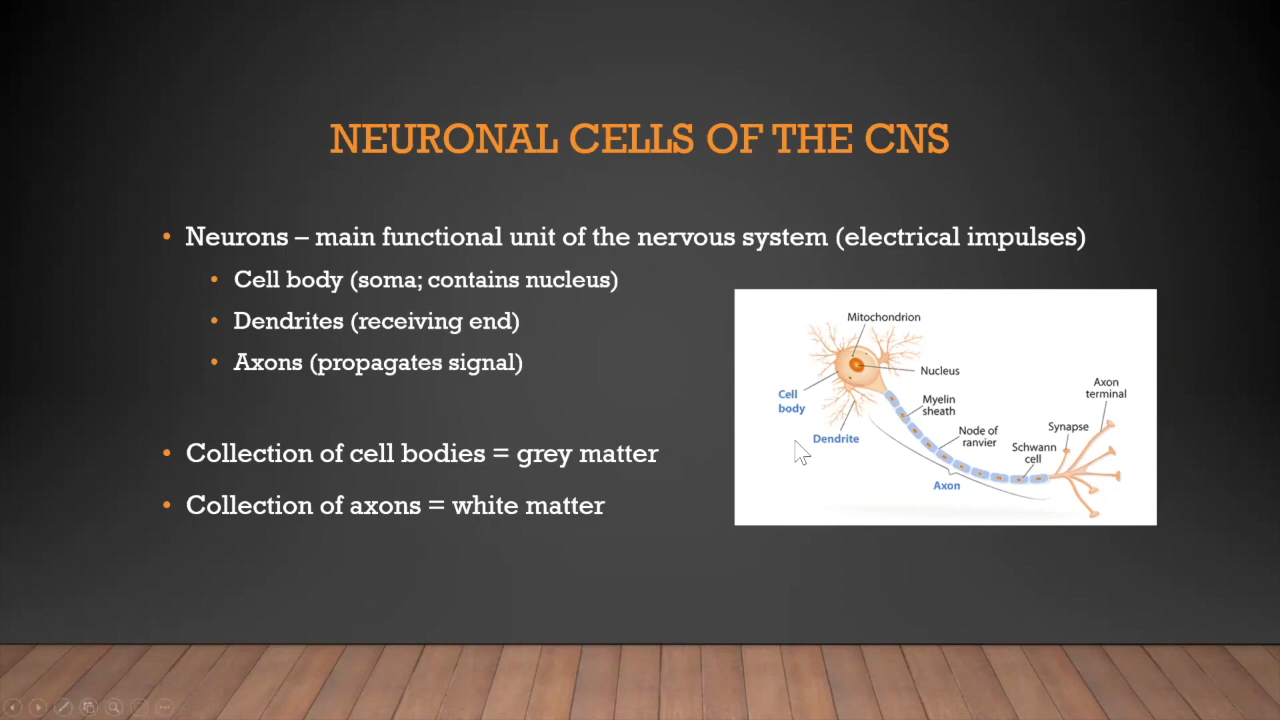 NEURONAL CELLS OF THE CNS
• Neurons – main functional unit of the nervous system (electrical impulses)
• Cell body (soma; contains nucleus)
• Dendrites (receiving end)
• Axons (propagates signal)
• Collection of cell bodies = grey matter
• Collection of axons = white matter
Mitochondrion
Nucleus
Cell
body
Myelin
sheath
Dendrite
Node of
ranvier
Axon
Schwann
cell
Synapse
Axon
terminal